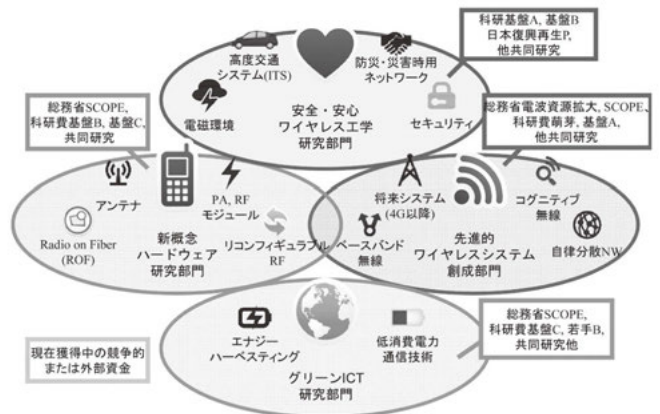 科研基盤A, 基盤B
日本復興再生P,
他共同研究
高度交通
システム(ITS)
防災・災害時用
ネットワーク
電磁環境
安全・安心
ワイヤレス工学
研究部門
セキュリティ
総務省SCOPE,
科研費基盤B, 基盤C,
共同研究
総務省電波資源拡大, SCOPE,
科研費萌芽, 基盤A,
他共同研究
アンテナ
PA, RF
モジュール
Radio on Fiber
(ROF)
新概念
ハードウェア
研究部門
リコンフィギュラブル
RF
将来システム
(4G以降)
コグニティブ
無線
ベースバンド
無線
先進的
ワイヤレスシステム
創成部門
自律分散NW
エナジー
ハーベスティング
低消費電力
通信技術
グリーンICT
研究部門
総務省SCOPE,
科研費基盤C, 若手B,
共同研究他
現在獲得中の競争的
または外部資金